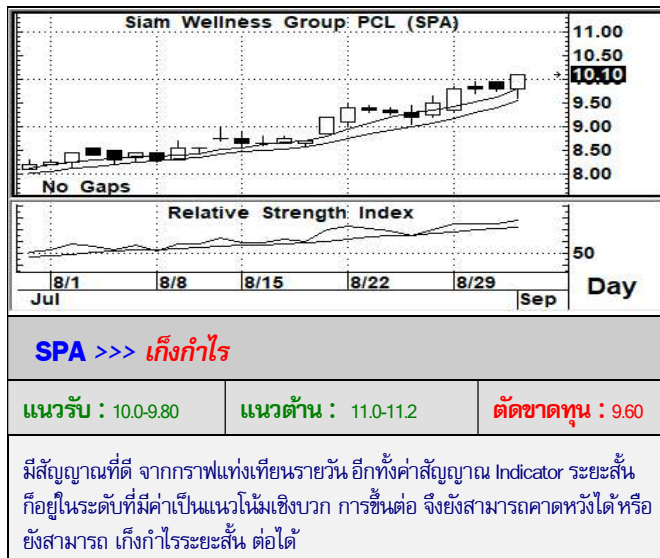 Siam Wellness Group PCL (SPA)
11.00
10.50
10.10
9.50
9.00
8.50
8.00
No Gaps
Relative Strength Index
50
8/1 8/8 8/15 8/22 8/29
Jul Sep
Day
SPA >>> เก็งกำไร
แนวรับ : 10.0-9.80 แนวต้าน : 11.0-11.2 ตัดขาดทุน : 9.60
มีสัญญาณที่ดี จากกราฟแท่งเทียนรายวัน อีกทั้งค่าสัญญาณ Indicator ระยะสั้น
ก็อยู่ในระดับที่มีค่าเป็นแนวโน้มเชิงบวก การขึ้นต่อ จึงยังสามารถคาดหวังได้หรือ
ยังสามารถ เก็งกำไรระยะสั้น ต่อได้